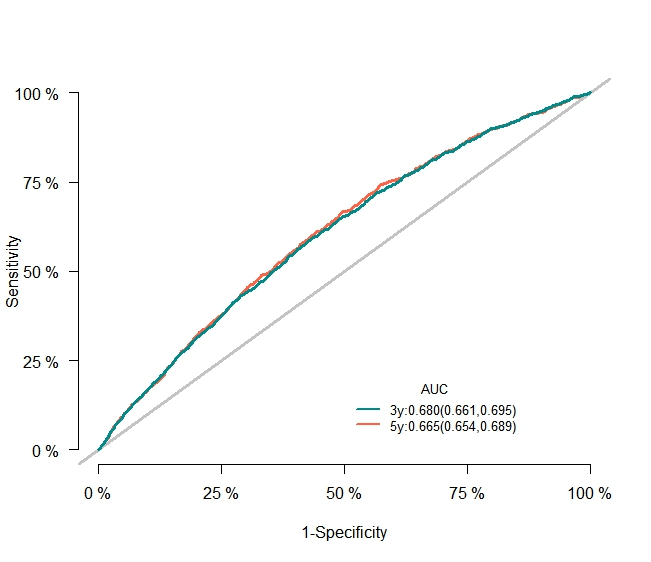 100 %
75 %
50 %
25 %
0 %
Sensitivity
AUC
3y:0.680(0.661,0.695)
5y:0.665(0.654,0.689)
0 %
25 %
50 %
75 %
100 %
1-Specificity